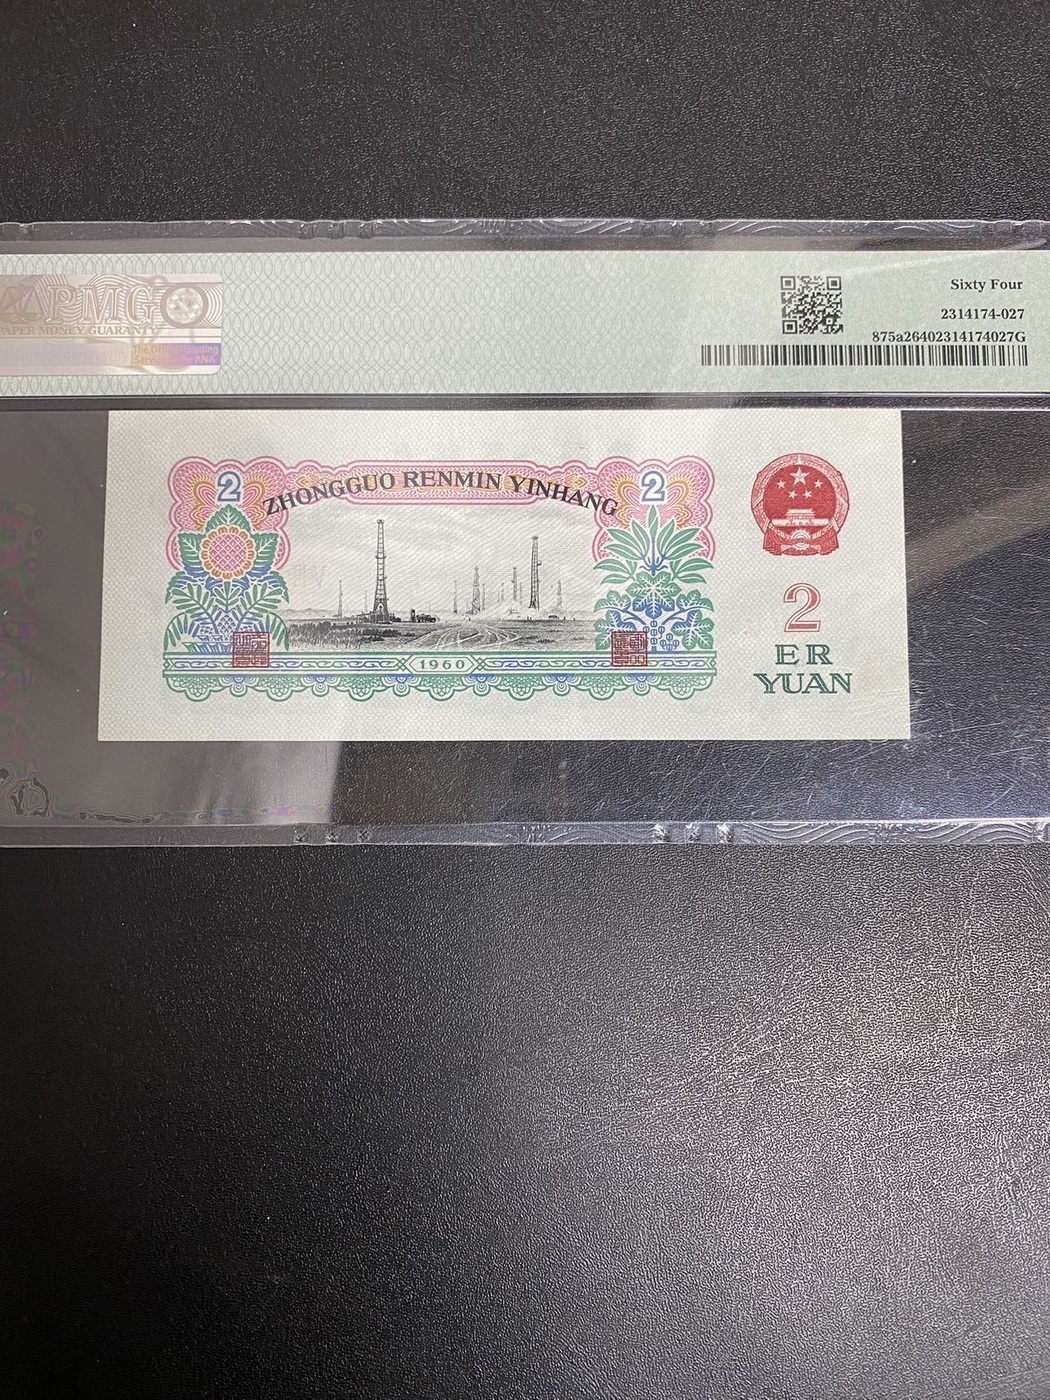 PMG
PAPER MONEY GUARANTY
Sixty Four
2314174-027
875a26402314174027G
2
ZHONGGUO RENMIN YINHANG
2
1960
2
ER
YUAN